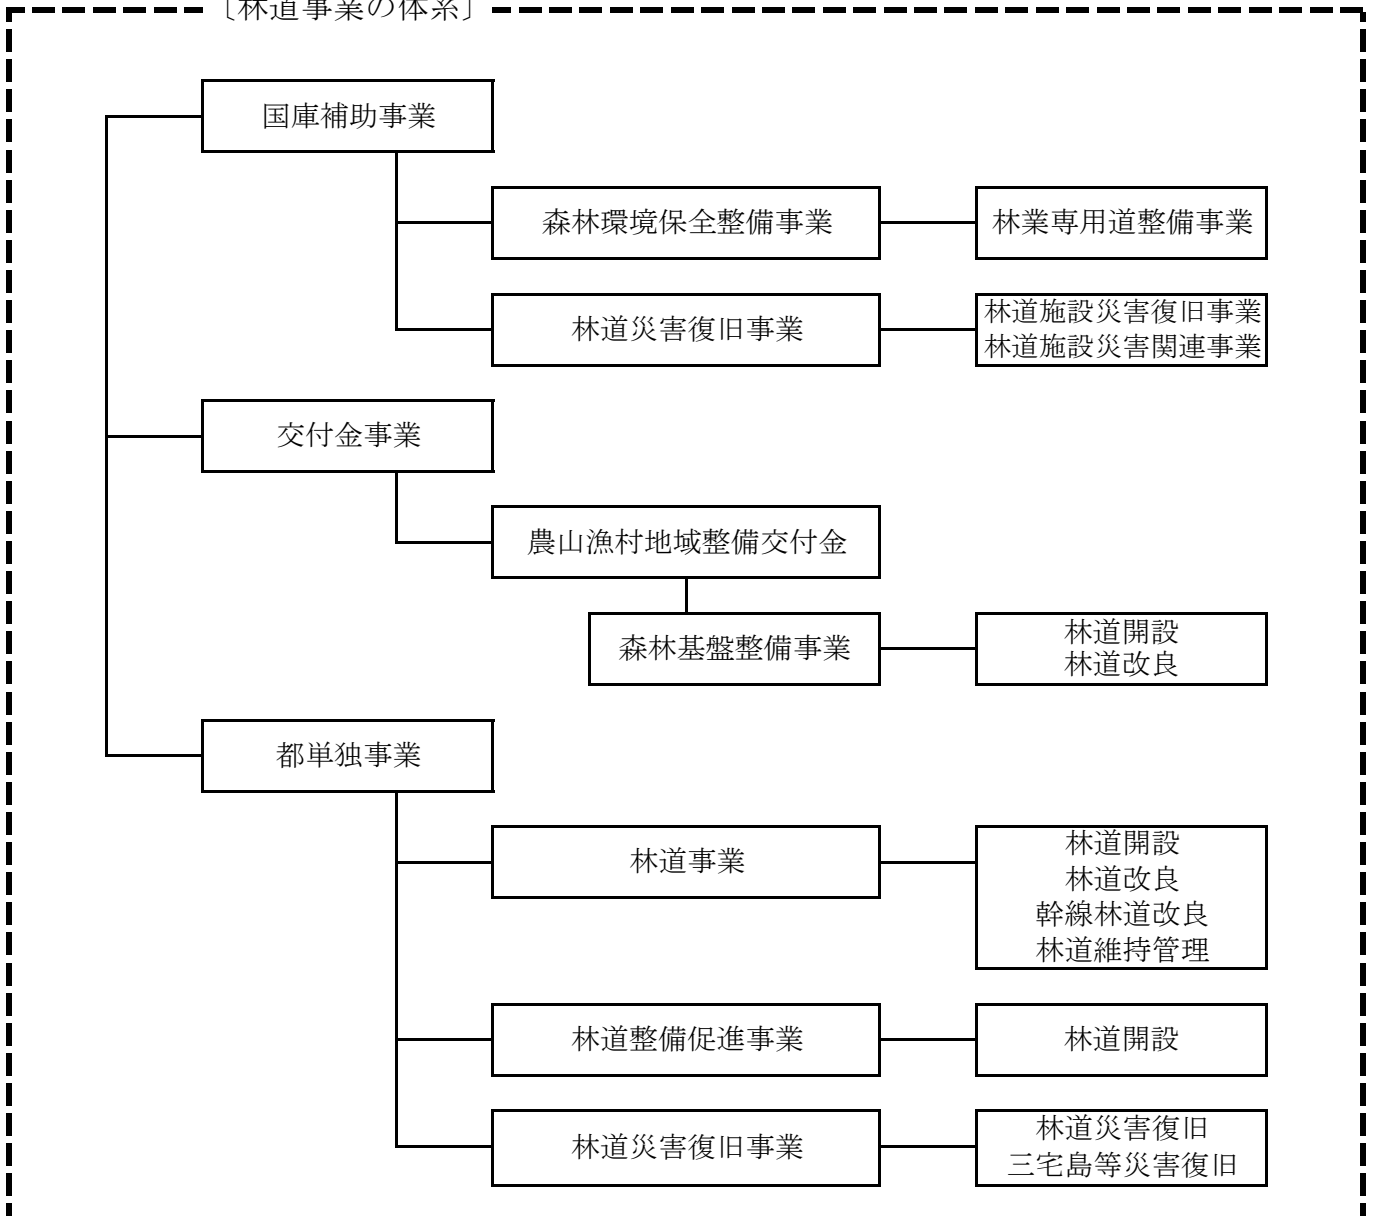 〔林道事業の体系〕
国庫補助事業
森林環境保全整備事業
林業専用道整備事業
林道災害復旧事業
林道施設災害復旧事業
林道施設災害関連事業
交付金事業
農山漁村地域整備交付金
森林基盤整備事業
林道開設
林道改良
都単独事業
林道事業
林道開設
林道改良
幹線林道改良
林道維持管理
林道整備促進事業
林道開設
林道災害復旧事業
林道災害復旧
三宅島等災害復旧